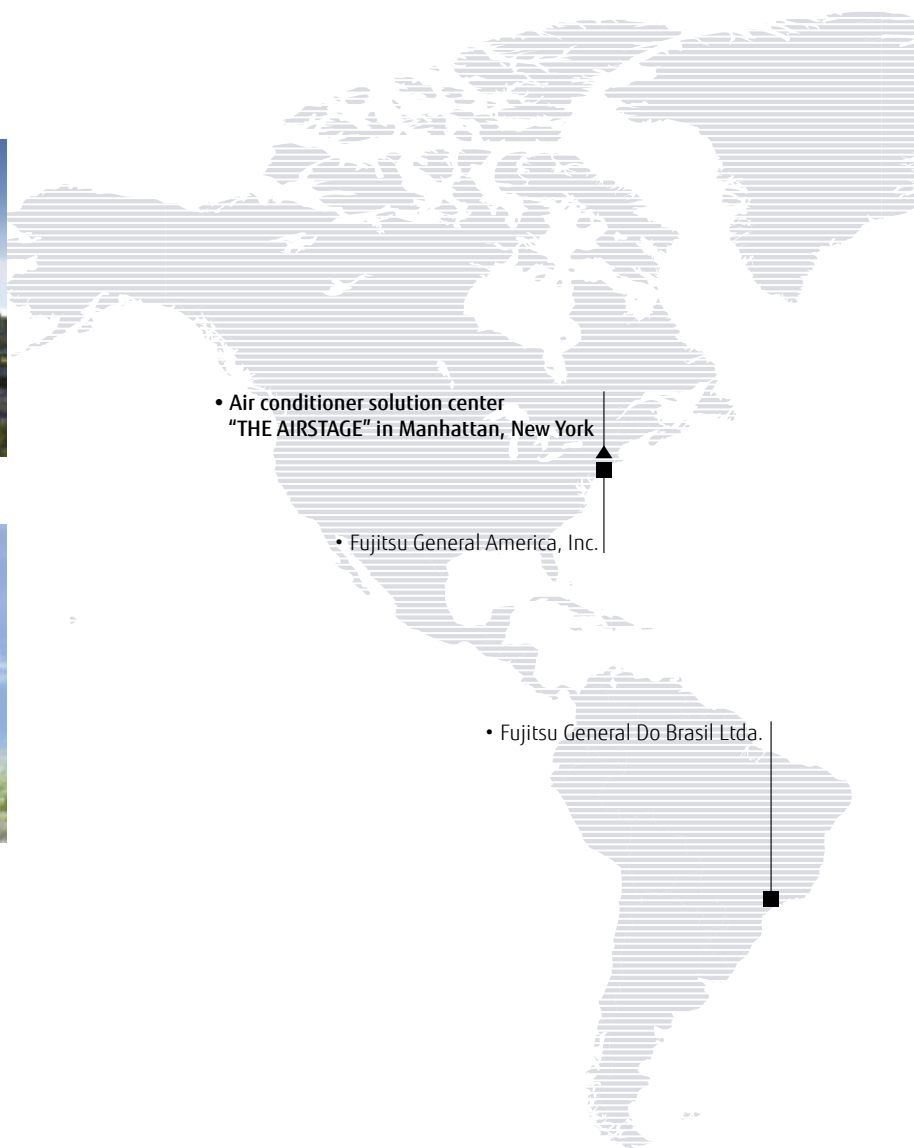 • Air conditioner solution center
“THE AIRSTAGE” in Manhattan, New York
• Fujitsu General America, Inc.
• Fujitsu General Do Brasil Ltda.